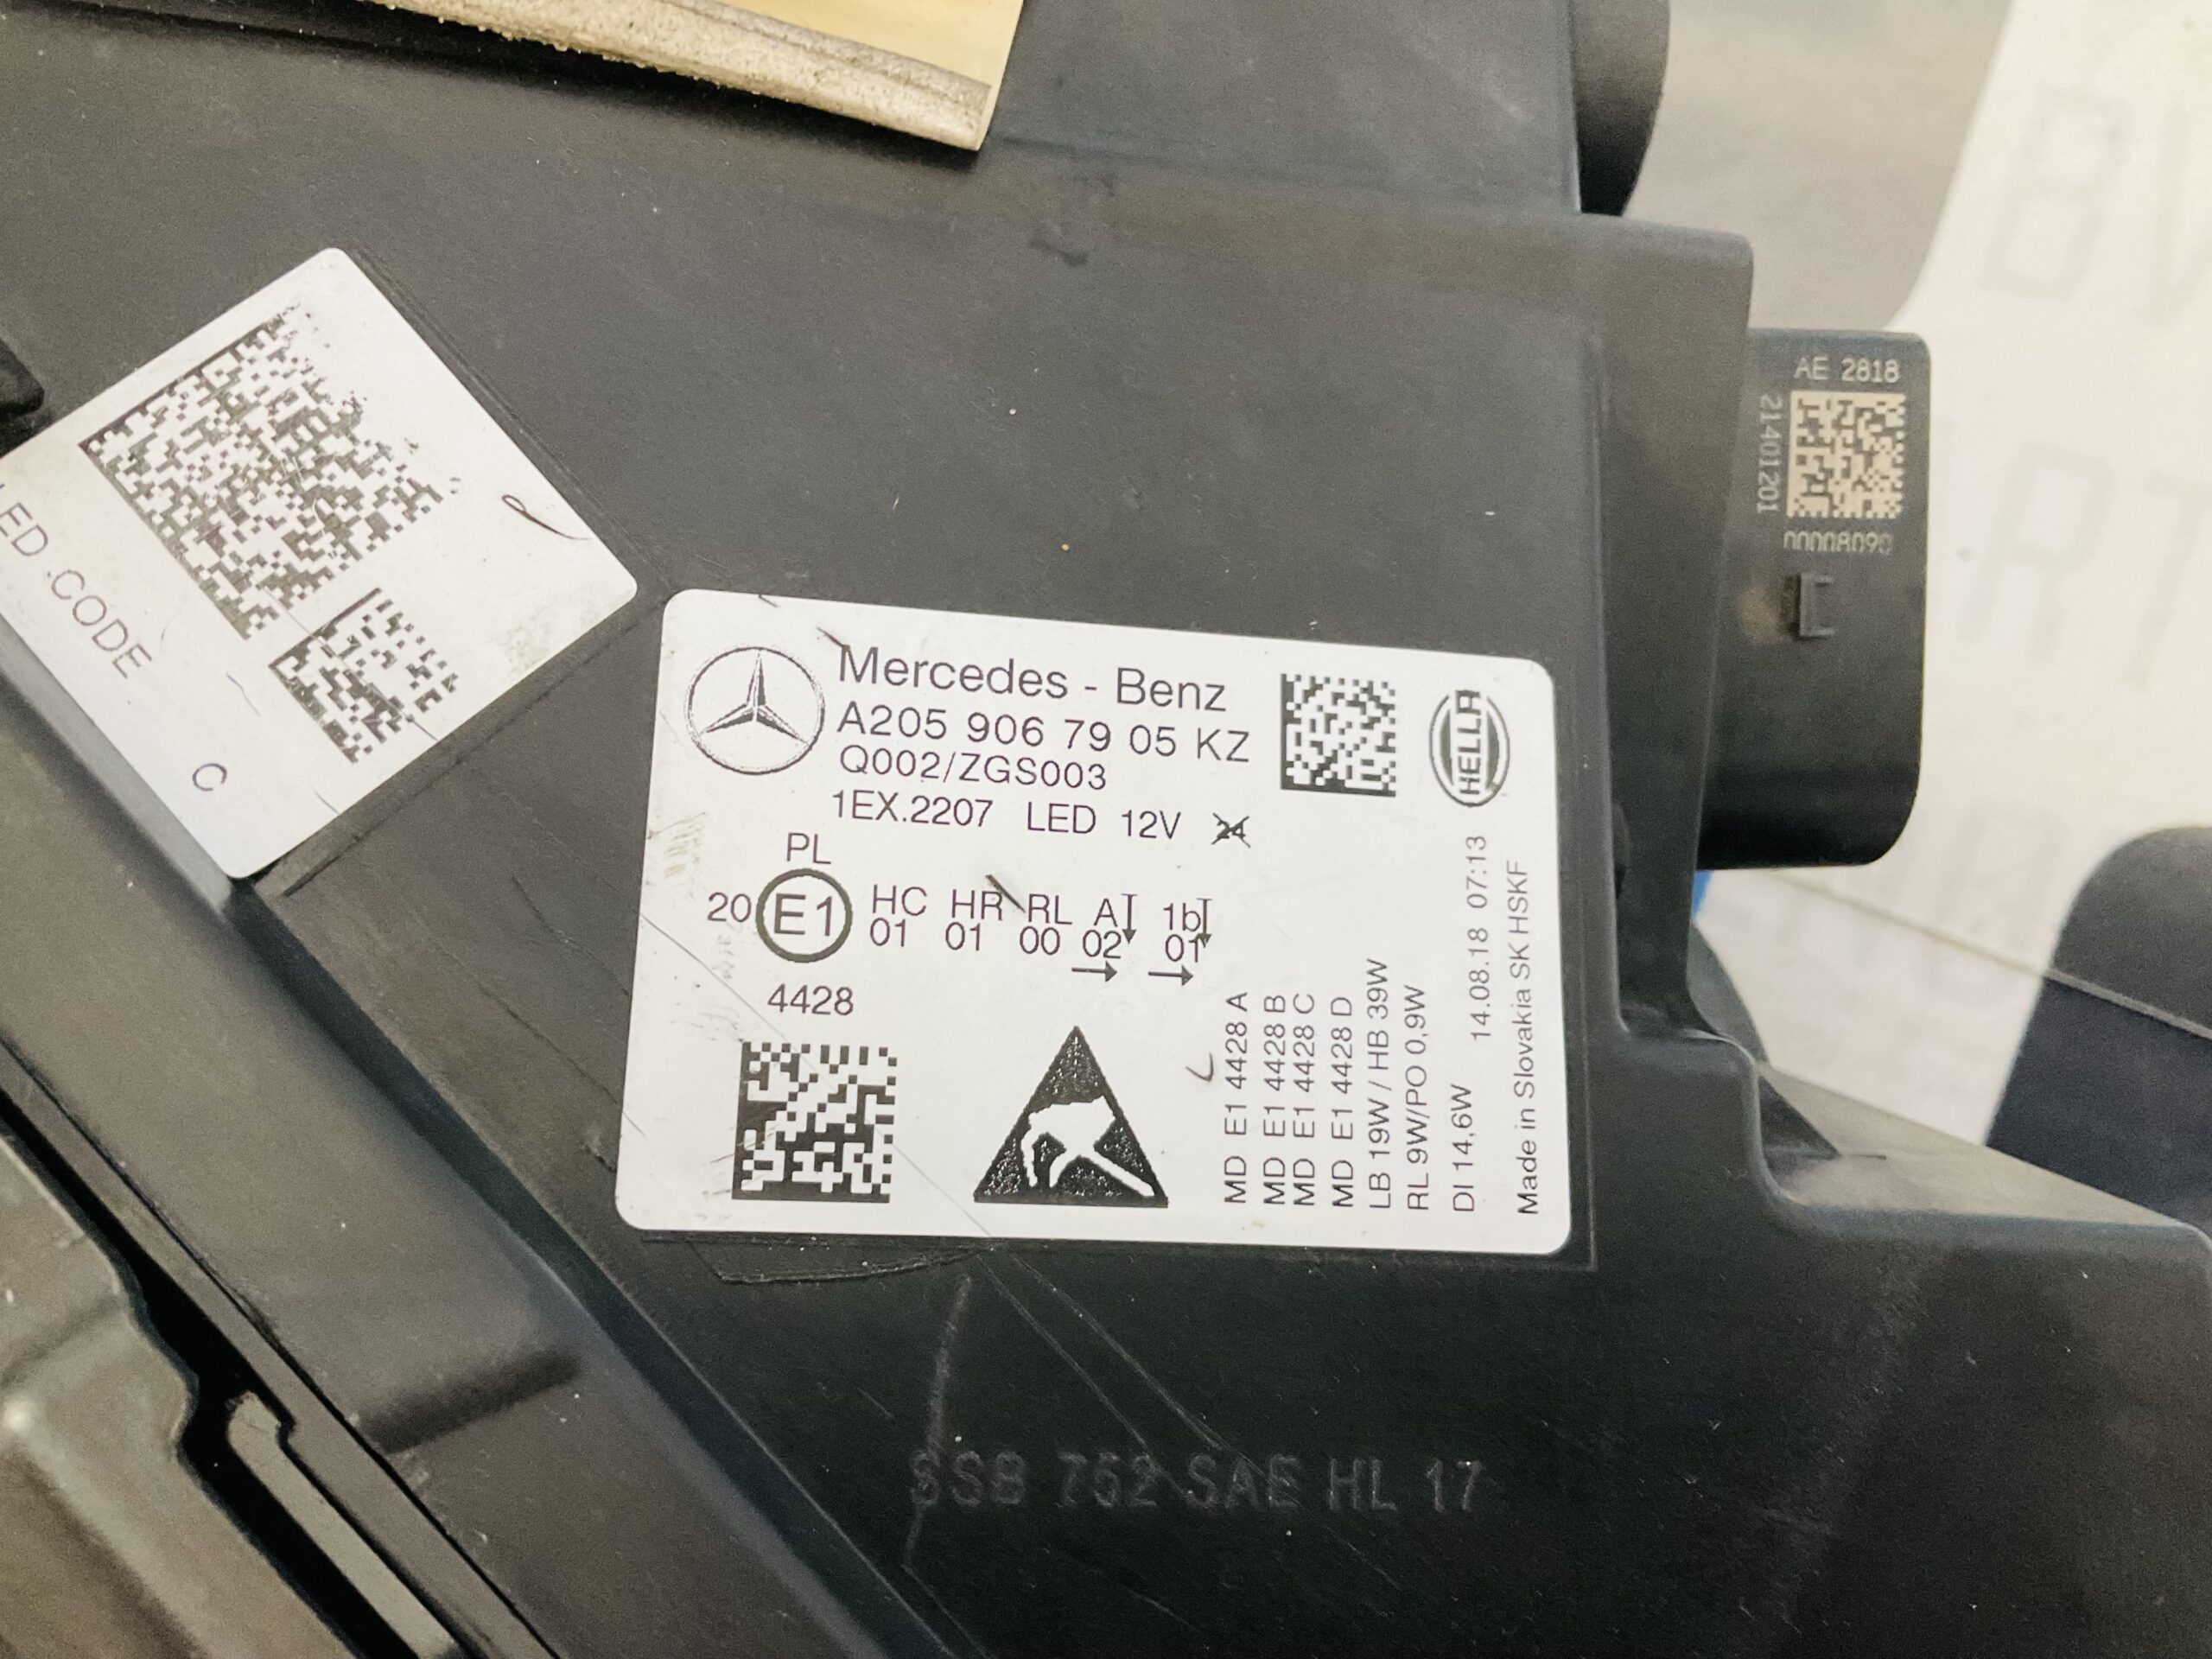 AE 2818
214001201
00008090
CODE
C
Mercedes - Benz
A205 906 79 05 KZ
Q002/ZGS003
1EX.2207 LED 12V 24
HELLA
PL
20 E1 HC HR RL A 1b
01 01 00 02 01
4428
MD E1 4428 A
MD E1 4428 B
MD E1 4428 C
MD E1 4428 D
LB 19W / HB 39W
RL 9W/PO 0,9W
DI 14,6W
14.08.18 07:13
Made in Slovakia SK HSKF
SSB 752 SAE HL 17